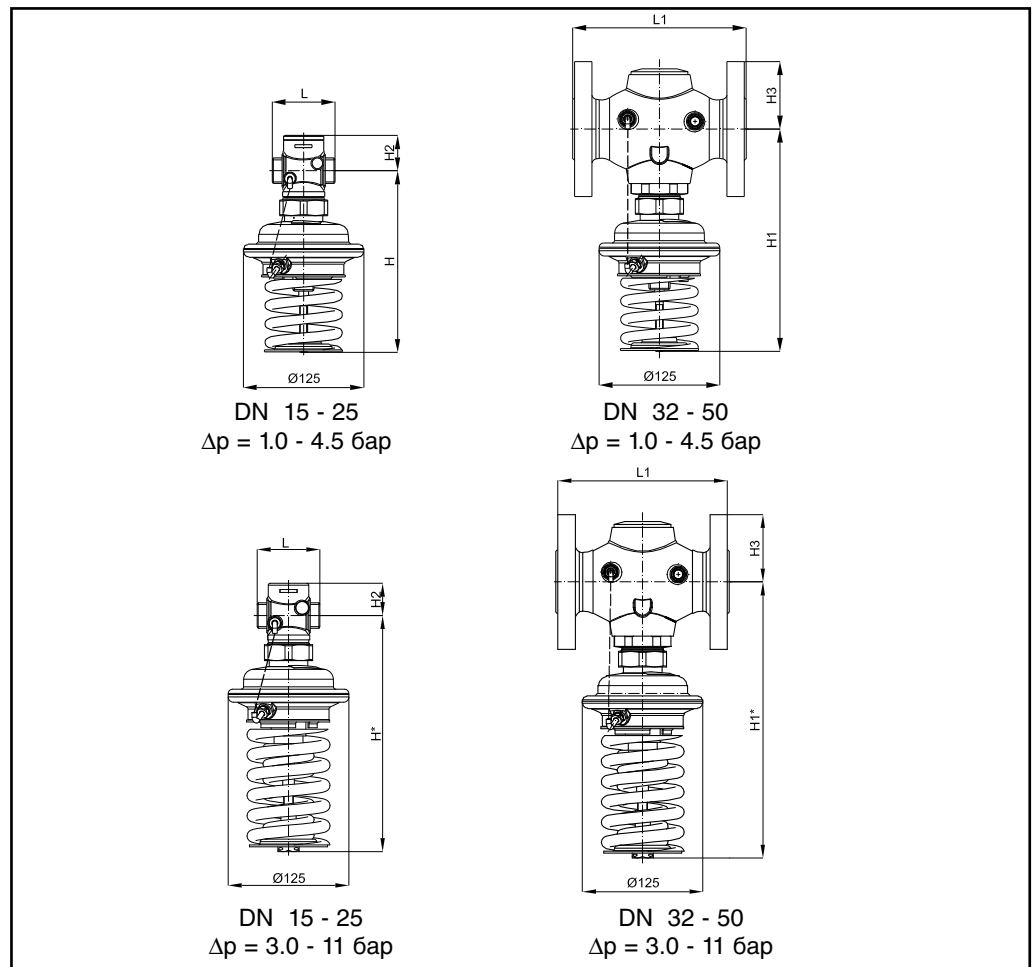 L1
L
H3
H2
H1
H
Ø125
Ø125
DN 15 - 25
DN 32 - 50
Δp = 1.0 - 4.5 бар
Δp = 1.0 - 4.5 бар
L1
L
H3
H2
H1*
H*
Ø125
Ø125
DN 15 - 25
DN 32 - 50
Δp = 3.0 - 11 бар
Δp = 3.0 - 11 бар